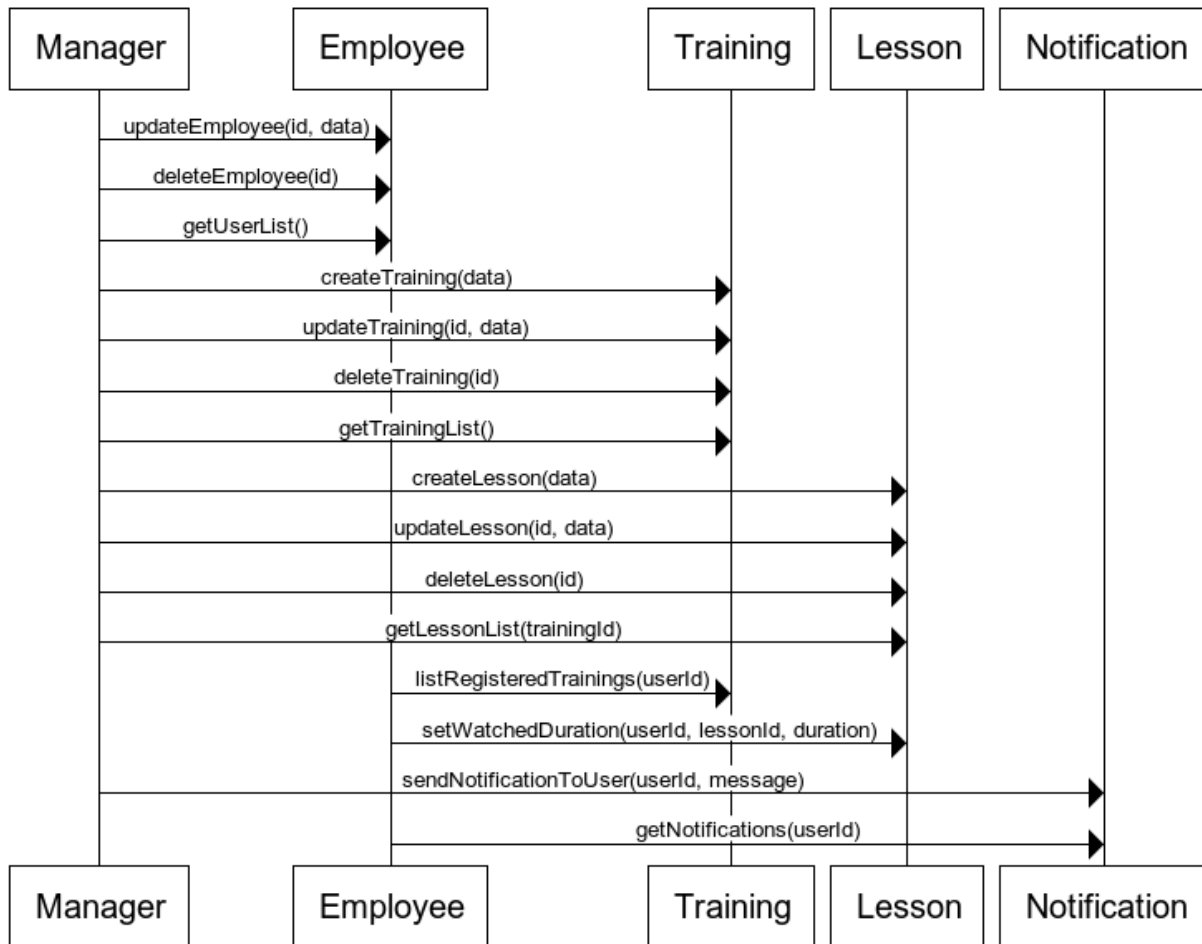 Manager Employee Training Lesson Notification
updateEmployee(id, data)
deleteEmployee(id)
getUserList()
createTraining(data)
updateTraining(id, data)
deleteTraining(id)
getTrainingList()
createLesson(data)
updateLesson(id, data)
deleteLesson(id)
getLessonList(trainingId)
listRegisteredTrainings(userId)
setWatchedDuration(userId, lessonId, duration)
sendNotificationToUser(userId, message)
getNotifications(userId)
Manager Employee Training Lesson Notification